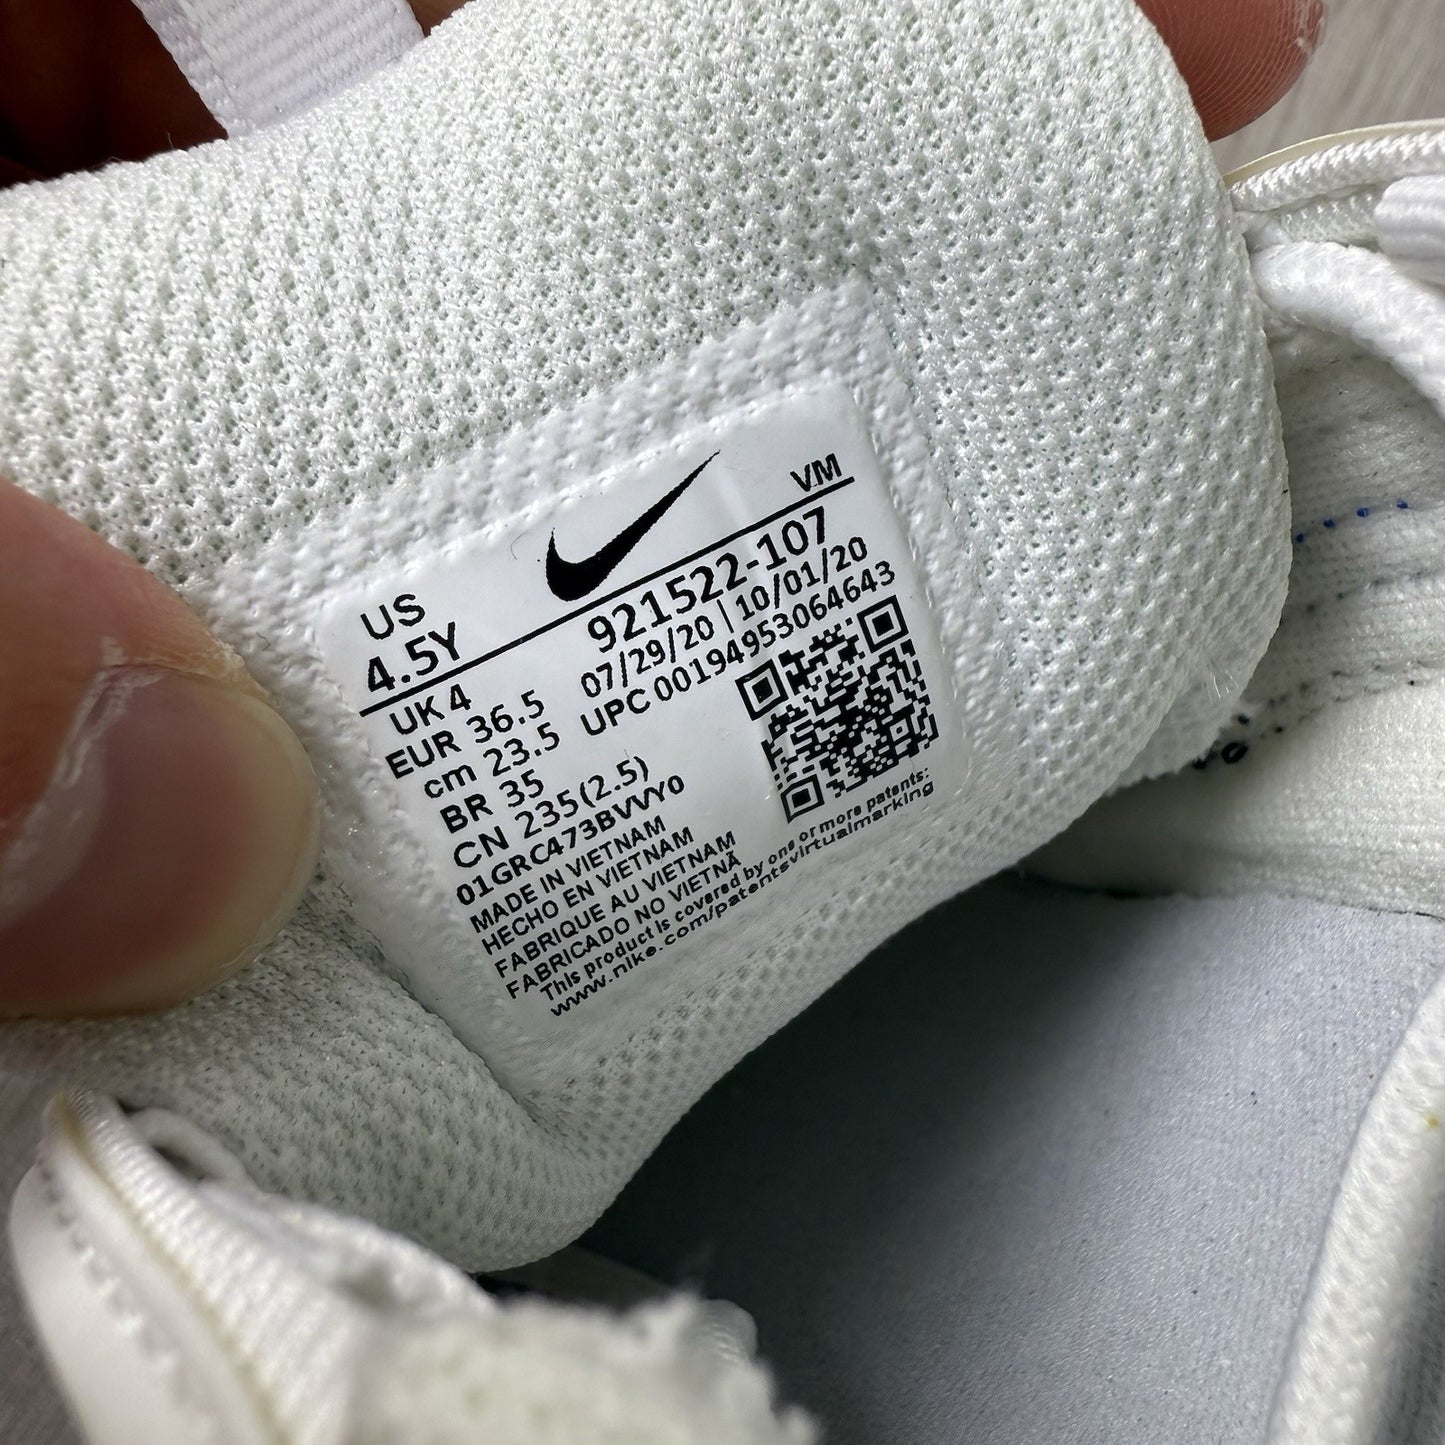 VM
US
4.5Y
921522-107
UK 4
07/29/20 | 10/01/20
EUR 36.5
UPC 00194953064643
cm 23.5
BR 35
CN 235(2.5)
01GRC473BVVY0
MADE IN VIETNAM
HECHO EN VIETNAM
FABRIQUE AU VIETNAM
FABRICADO NO VIETNÃ
This product is covered by one or more patents:
www.nike.com/patentsvirtualmarking